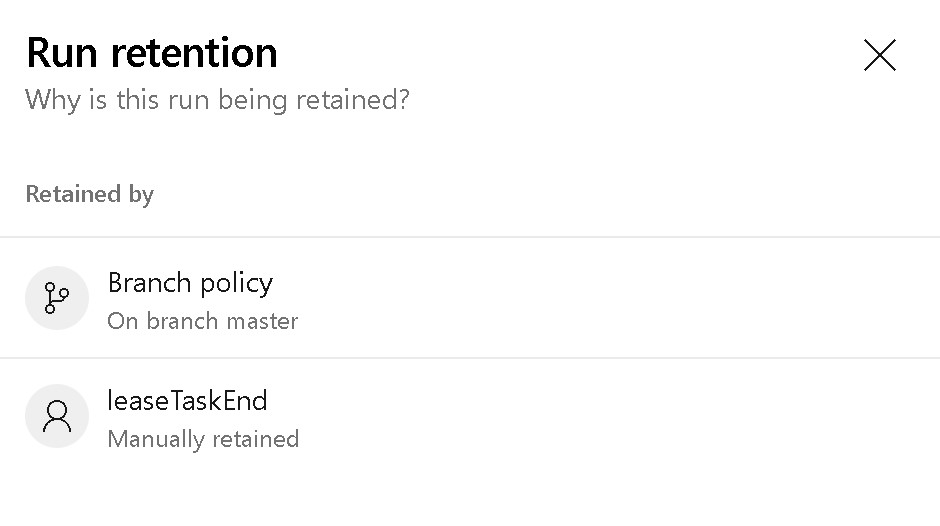 Run retention
Why is this run being retained?
Retained by
Branch policy
On branch master
leaseTaskEnd
Manually retained